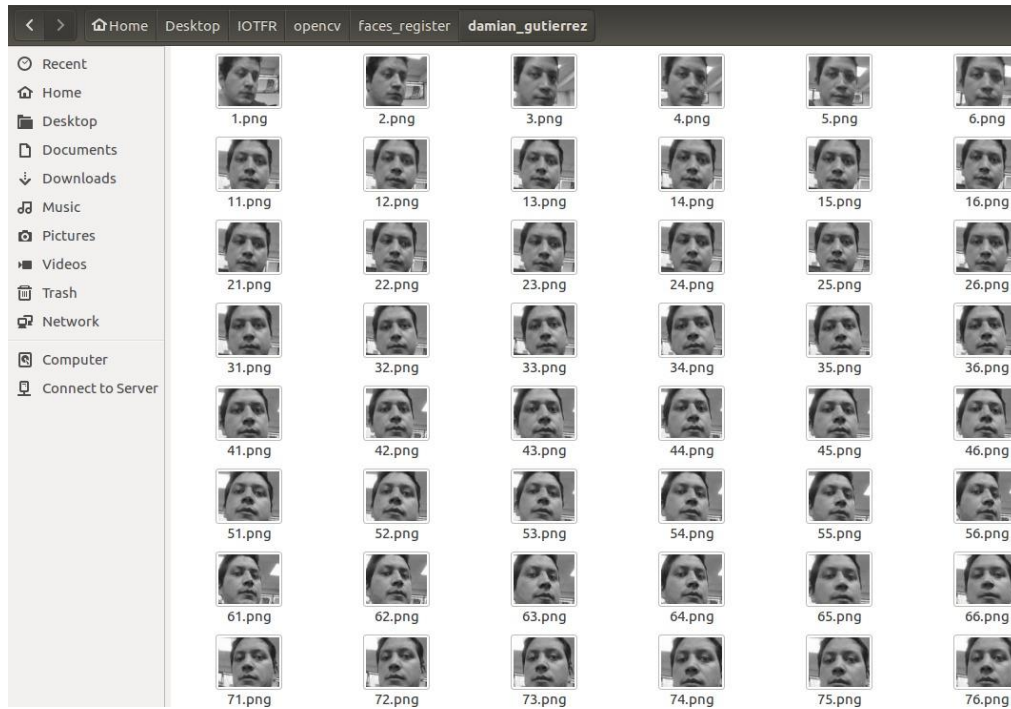 Home Desktop IOTFR opencv faces_register damian_gutierrez
Recent
Home
Desktop
Documents
Downloads
Music
Pictures
Videos
Trash
Network
Computer
Connect to Server
1.png 2.png 3.png 4.png 5.png 6.png
11.png 12.png 13.png 14.png 15.png 16.png
21.png 22.png 23.png 24.png 25.png 26.png
31.png 32.png 33.png 34.png 35.png 36.png
41.png 42.png 43.png 44.png 45.png 46.png
51.png 52.png 53.png 54.png 55.png 56.png
61.png 62.png 63.png 64.png 65.png 66.png
71.png 72.png 73.png 74.png 75.png 76.png